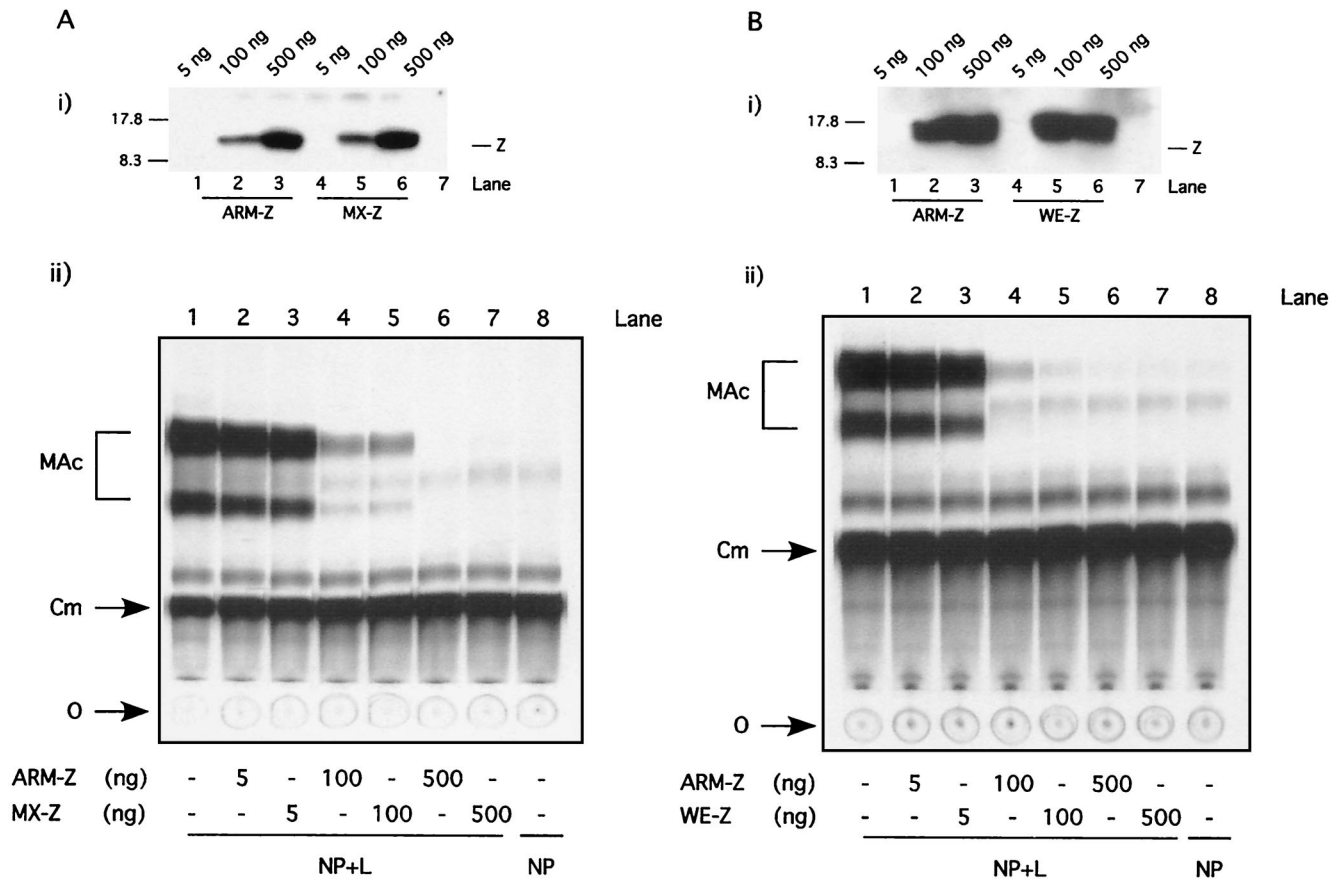 A
5 ng 100 ng 500 ng 5 ng 100 ng 500 ng
i)
17.8
8.3
Z
1 2 3 4 5 6 7 Lane
ARM-Z MX-Z
ii)
1 2 3 4 5 6 7 8 Lane
MAc
Cm
O
ARM-Z (ng) - 5 - 100 - 500 - -
MX-Z (ng) - - 5 - 100 - 500 -
NP+L NP
B
5 ng 100 ng 500 ng 5 ng 100 ng 500 ng
i)
17.8
8.3
Z
1 2 3 4 5 6 7 Lane
ARM-Z WE-Z
ii)
1 2 3 4 5 6 7 8 Lane
MAc
Cm
O
ARM-Z (ng) - 5 - 100 - 500 - -
WE-Z (ng) - - 5 - 100 - 500 -
NP+L NP